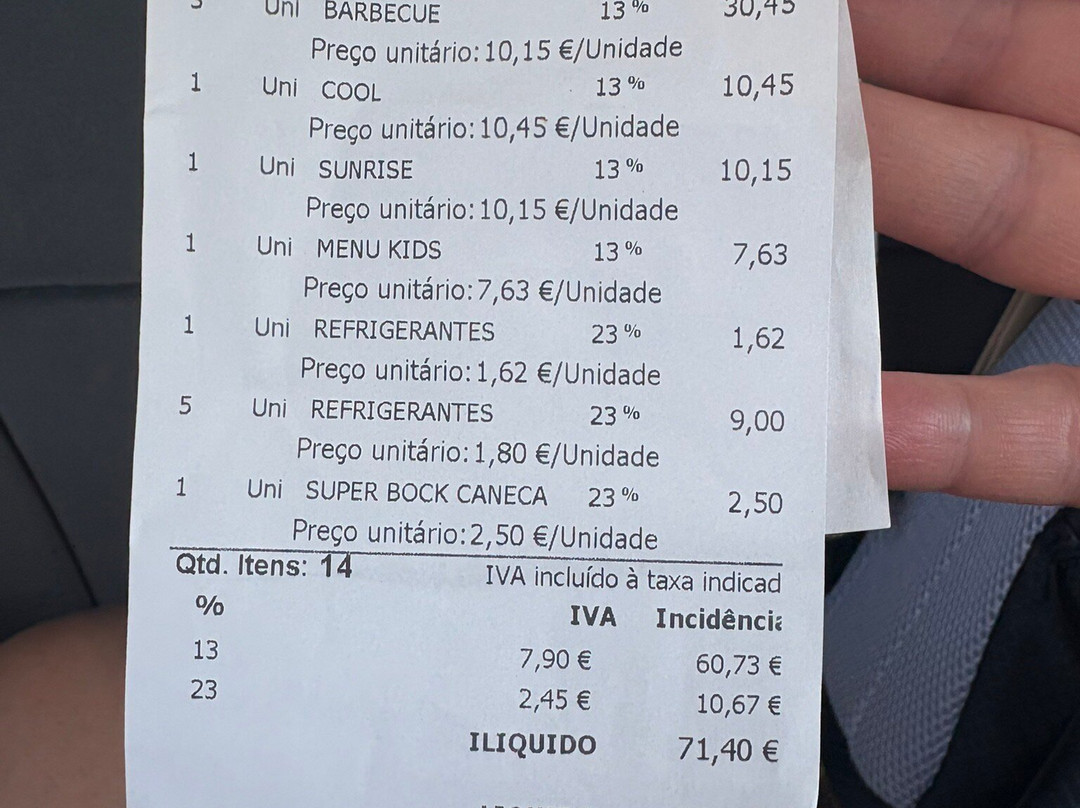 3 Uni BARBECUE 13 % 30,45
Preço unitário:10,15 €/Unidade
1 Uni COOL 13 % 10,45
Preço unitário:10,45 €/Unidade
1 Uni SUNRISE 13 % 10,15
Preço unitário:10,15 €/Unidade
1 Uni MENU KIDS 13 % 7,63
Preço unitário:7,63 €/Unidade
1 Uni REFRIGERANTES 23 % 1,62
Preço unitário:1,62 €/Unidade
5 Uni REFRIGERANTES 23 % 9,00
Preço unitário:1,80 €/Unidade
1 Uni SUPER BOCK CANECA 23 % 2,50
Preço unitário:2,50 €/Unidade
Qtd. Itens: 14 IVA incluído à taxa indicad
% IVA Incidência
13 7,90 € 60,73 €
23 2,45 € 10,67 €
ILIQUIDO 71,40 €